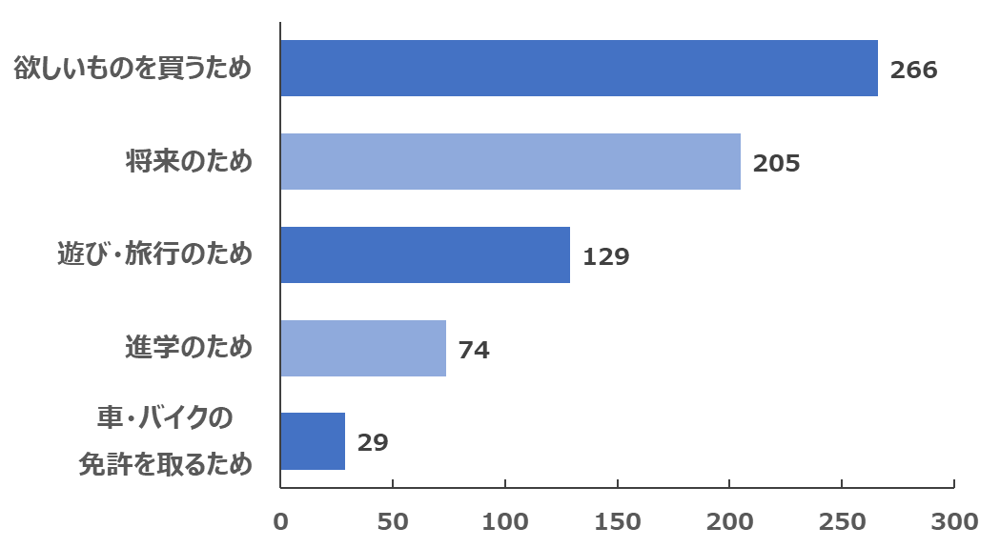 欲しいものを買うため
266
将来のため
205
遊び・旅行のため
129
進学のため
74
車・バイクの
免許を取るため
29
0 50 100 150 200 250 300